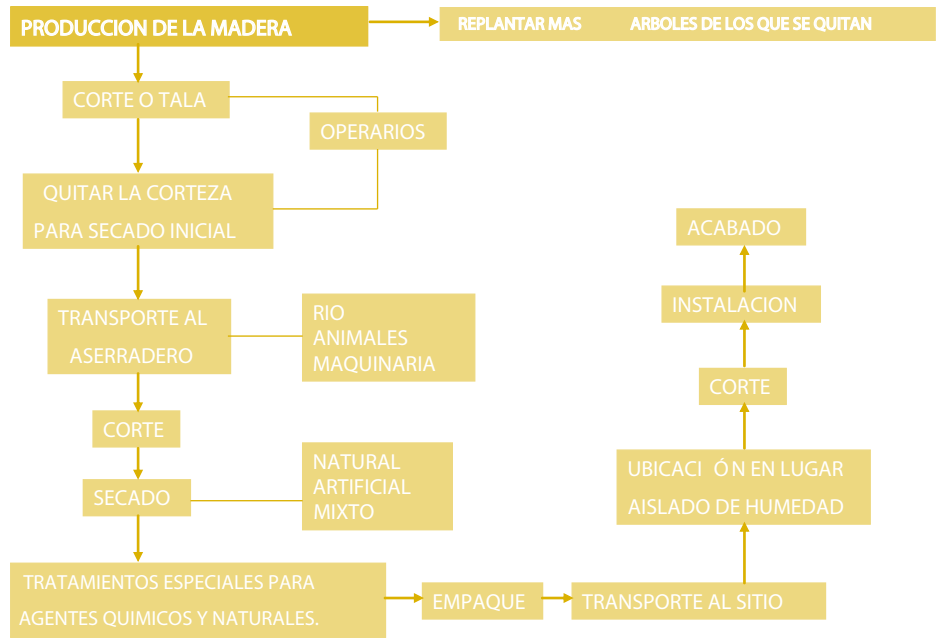 PRODUCCION DE LA MADERA
REPLANTAR MAS ARBOLES DE LOS QUE SE QUITAN
CORTE O TALA
OPERARIOS
QUITAR LA CORTEZA
PARA SECADO INICIAL
TRANSPORTE AL
ASERRADERO
RIO
ANIMALES
MAQUINARIA
CORTE
SECADO
NATURAL
ARTIFICIAL
MIXTO
TRATAMIENTOS ESPECIALES PARA
AGENTES QUIMICOS Y NATURALES.
EMPAQUE
TRANSPORTE AL SITIO
UBICACI ÓN EN LUGAR
AISLADO DE HUMEDAD
CORTE
INSTALACION
ACABADO